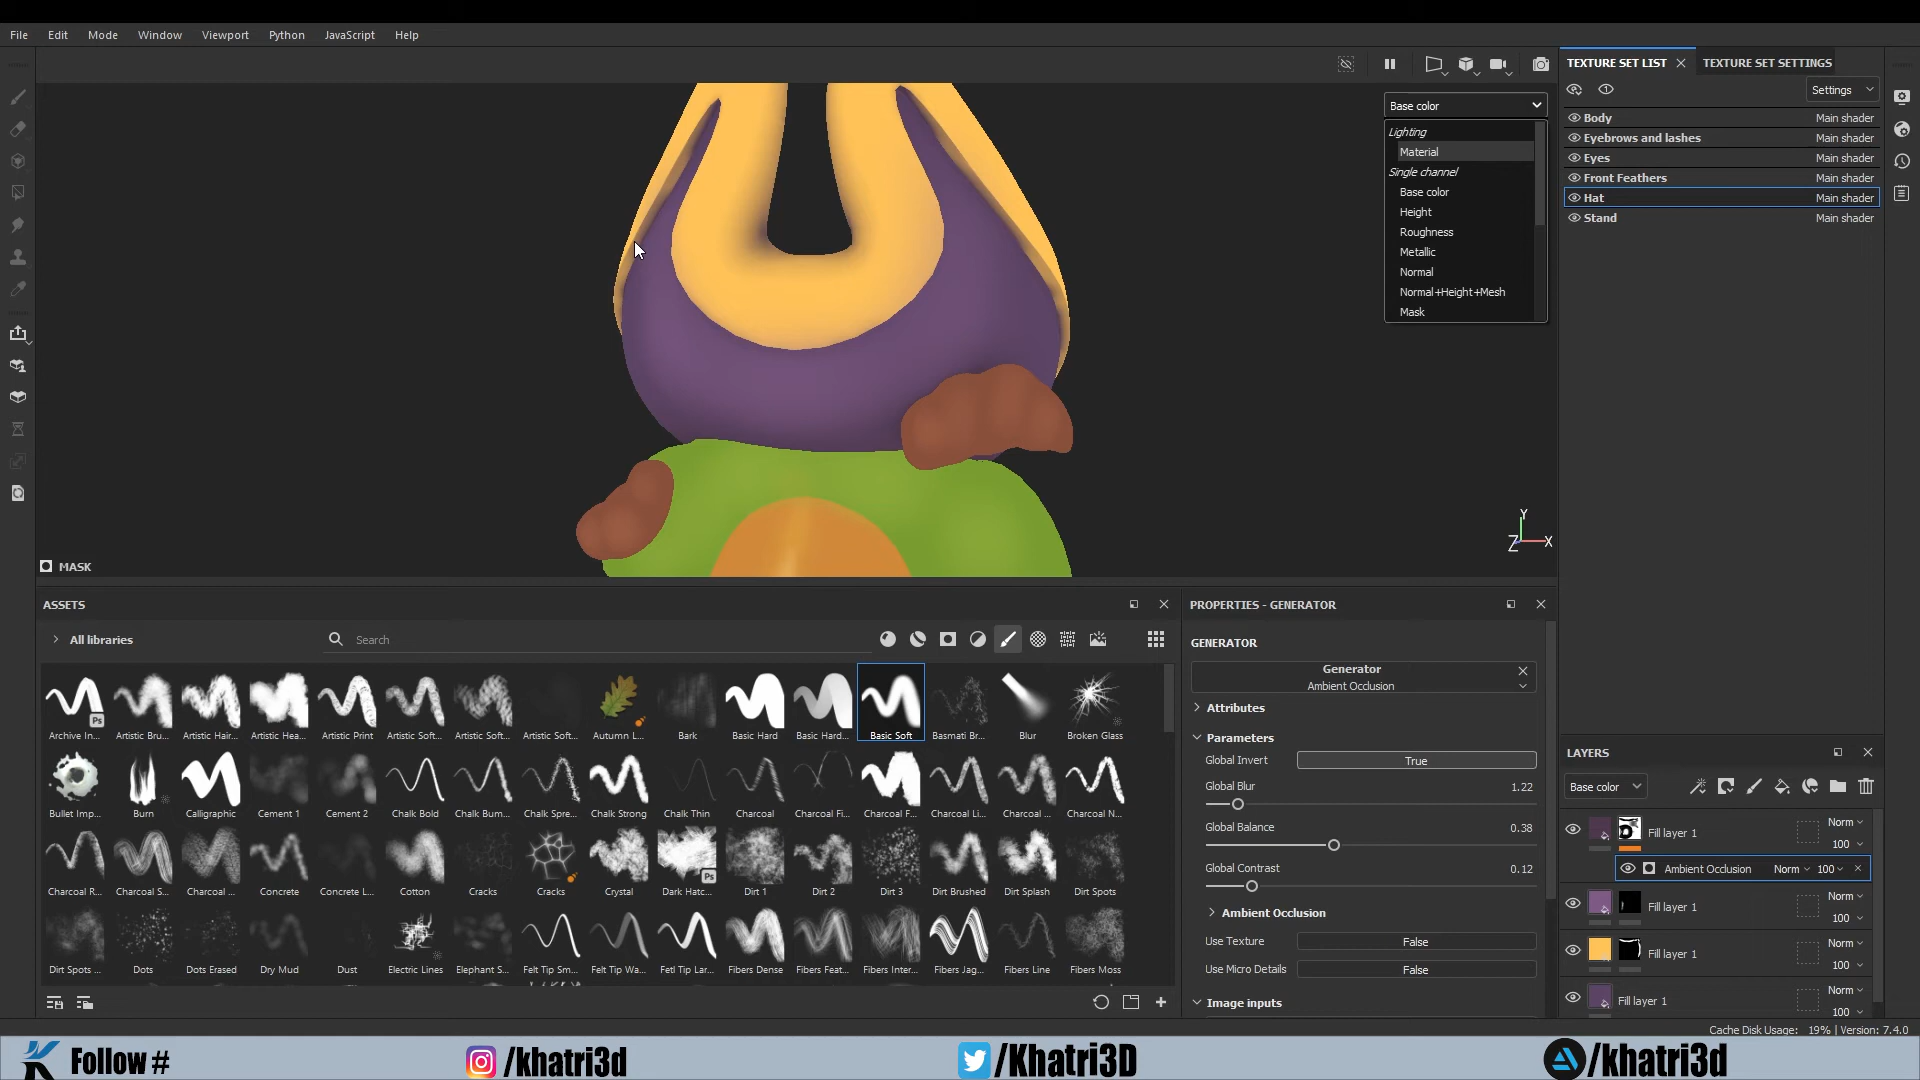 File Edit Mode Window Viewport Python JavaScript Help
TEXTURE SET LIST TEXTURE SET SETTINGS
Settings
Base color
Lighting
Material
Single channel
Base color
Height
Roughness
Metallic
Normal
Normal+Height+Mesh
Mask
Body Main shader
Eyebrows and lashes Main shader
Eyes Main shader
Front Feathers Main shader
Hat Main shader
Stand Main shader
Y
Z X
MASK
ASSETS
All libraries
Search
Archive In... Artistic Bru... Artistic Hair... Artistic Hea... Artistic Print Artistic Soft... Artistic Soft... Artistic Soft... Autumn L... Bark Basic Hard Basic Hard... Basic Soft Basmati Br... Blur Broken Glass
Bullet Imp... Burn Calligraphic Cement 1 Cement 2 Chalk Bold Chalk Bum... Chalk Spre... Chalk Strong Chalk Thin Charcoal Charcoal Fi... Charcoal F... Charcoal Li... Charcoal ... Charcoal N...
Charcoal R... Charcoal S... Charcoal ... Concrete Concrete L... Cotton Cracks Cracks Crystal Dark Hatc... Dirt 1 Dirt 2 Dirt 3 Dirt Brushed Dirt Splash Dirt Spots
Dirt Spots ... Dots Dots Erased Dry Mud Dust Electric Lines Elephant S... Felt Tip Sm... Felt Tip Wa... Fetl Tip Lar... Fibers Dense Fibers Feat... Fibers Inter... Fibers Jag... Fibers Line Fibers Moss
Ps
Ps
PROPERTIES - GENERATOR
GENERATOR
Generator
Ambient Occlusion
Attributes
Parameters
Global Invert True
Global Blur 1.22
Global Balance 0.38
Global Contrast 0.12
Ambient Occlusion
Use Texture False
Use Micro Details False
Image inputs
LAYERS
Base color
Fill layer 1 Norm
100
Ambient Occlusion Norm 100
Fill layer 1 Norm
100
Fill layer 1 Norm
100
Fill layer 1 Norm
100
Cache Disk Usage: 19% | Version: 7.4.0
Follow # /khatri3d /Khatri3D /khatri3d